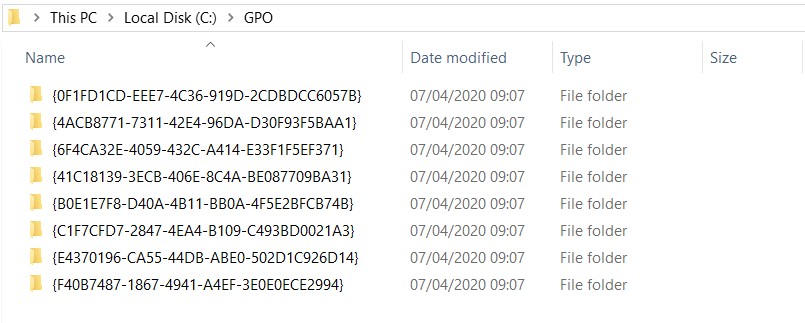 This PC > Local Disk (C:) > GPO
Name Date modified Type Size
{0F1FD1CD-EEE7-4C36-919D-2CDBDCC6057B} 07/04/2020 09:07 File folder
{4ACB8771-7311-42E4-96DA-D30F93F5BAA1} 07/04/2020 09:07 File folder
{6F4CA32E-4059-432C-A414-E33F1F5EF371} 07/04/2020 09:07 File folder
{41C18139-3ECB-406E-8C4A-BE087709BA31} 07/04/2020 09:07 File folder
{B0E1E7F8-D40A-4B11-BB0A-4F5E2BFCB74B} 07/04/2020 09:07 File folder
{C1F7CFD7-2847-4EA4-B109-C493BD0021A3} 07/04/2020 09:07 File folder
{E4370196-CA55-44DB-ABE0-502D1C926D14} 07/04/2020 09:07 File folder
{F40B7487-1867-4941-A4EF-3E0E0ECE2994} 07/04/2020 09:07 File folder